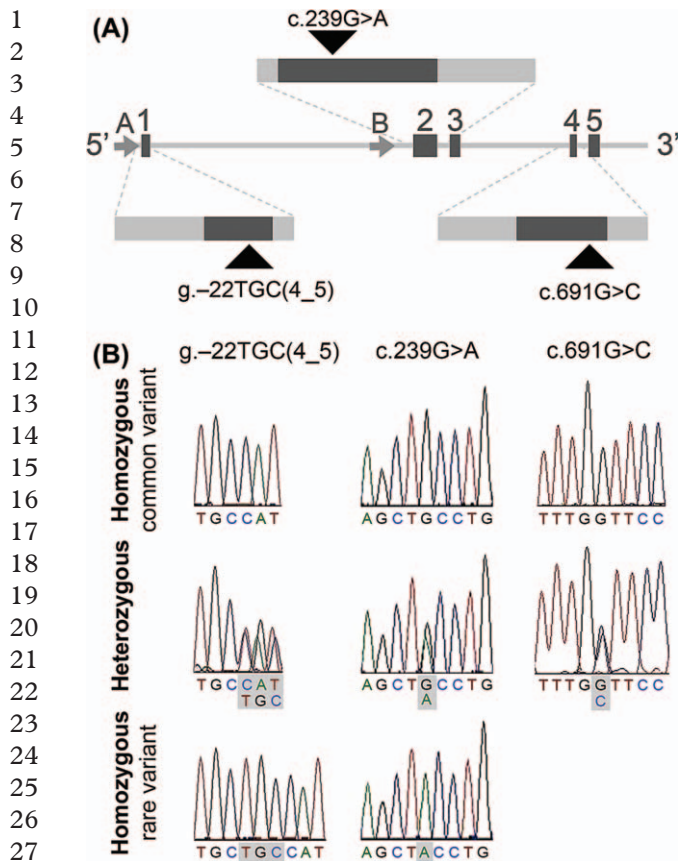 1
2
3
4
5
6
7
8
9
10
11
12
13
14
15
16
17
18
19
20
21
22
23
24
25
26
27
(A)
c.239G>A
5' A 1 B 2 3 4 5 3'
g.–22TGC(4_5)
c.691G>C
(B)
g.–22TGC(4_5) c.239G>A c.691G>C
Homozygous
common variant
TGCCAT AGCTGCCTG TTTGGTTCC
Heterozygous
TGCCAT AGCTGCCTG TTTGGTTCC
TGC A C
Homozygous
rare variant
TGCTGCCAT AGCTACCTG